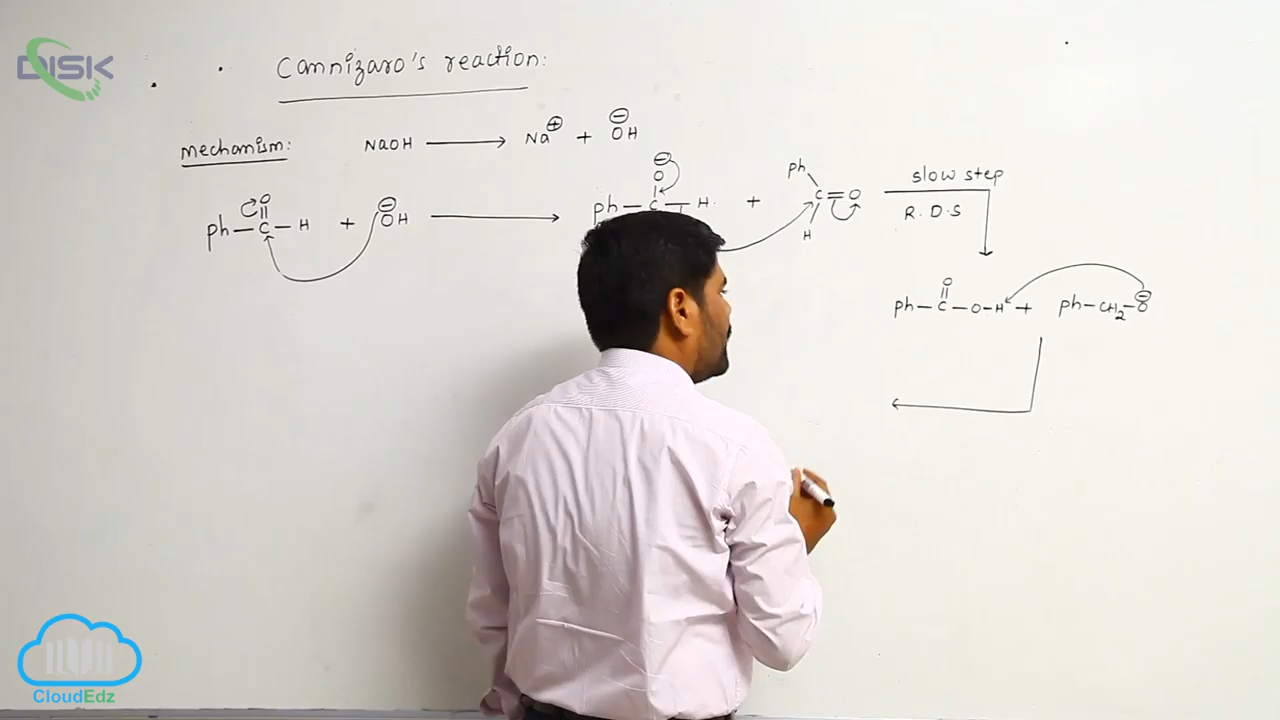 DISK
Cannizaro's reaction:
mechanism: NaOH ⟶ Na⊕ + ⊖OH
ph
slow step
R.D.S
O ⊖ ⊖ O
ph—C—H + OH ⟶ ph—C—H + C=O
H
O ⊖
ph—C—O—H + ph—CH₂—O
CloudEdz